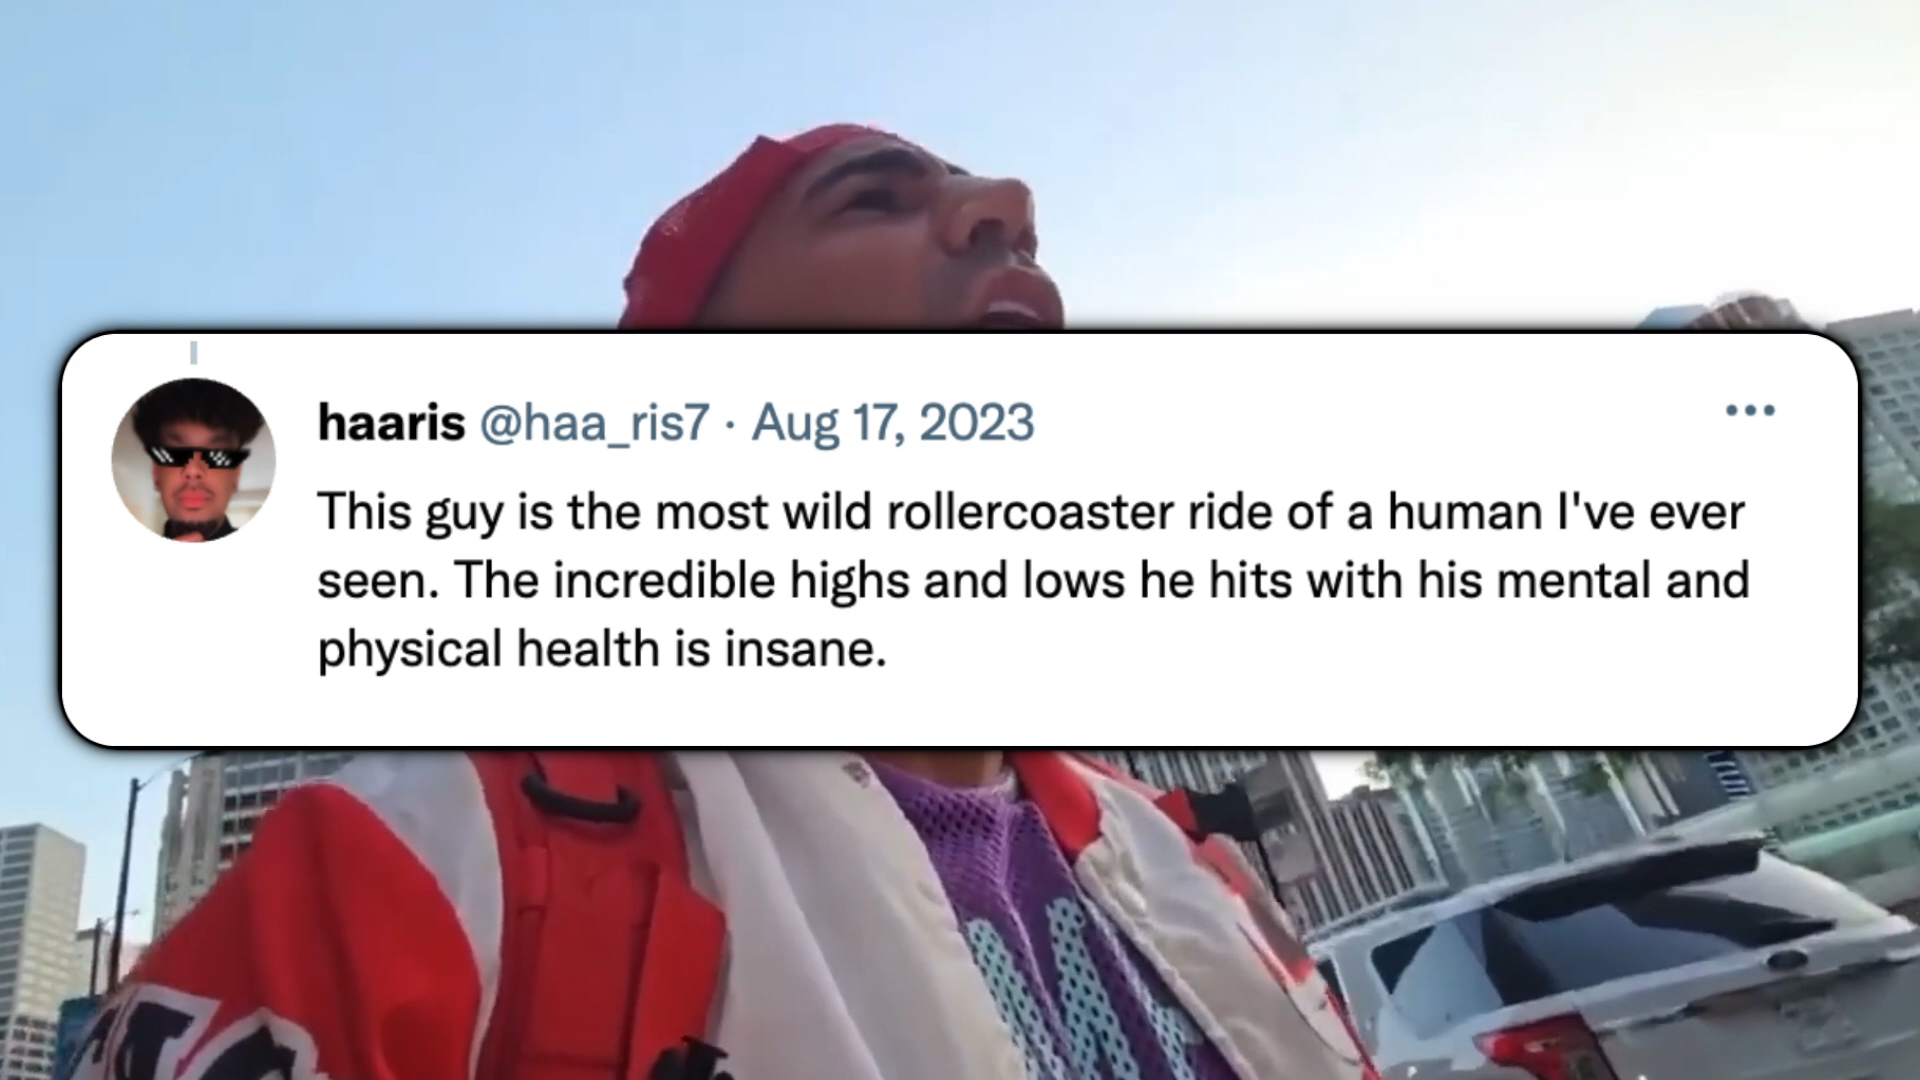 haaris @haa_ris7 · Aug 17, 2023
This guy is the most wild rollercoaster ride of a human I've ever
seen. The incredible highs and lows he hits with his mental and
physical health is insane.